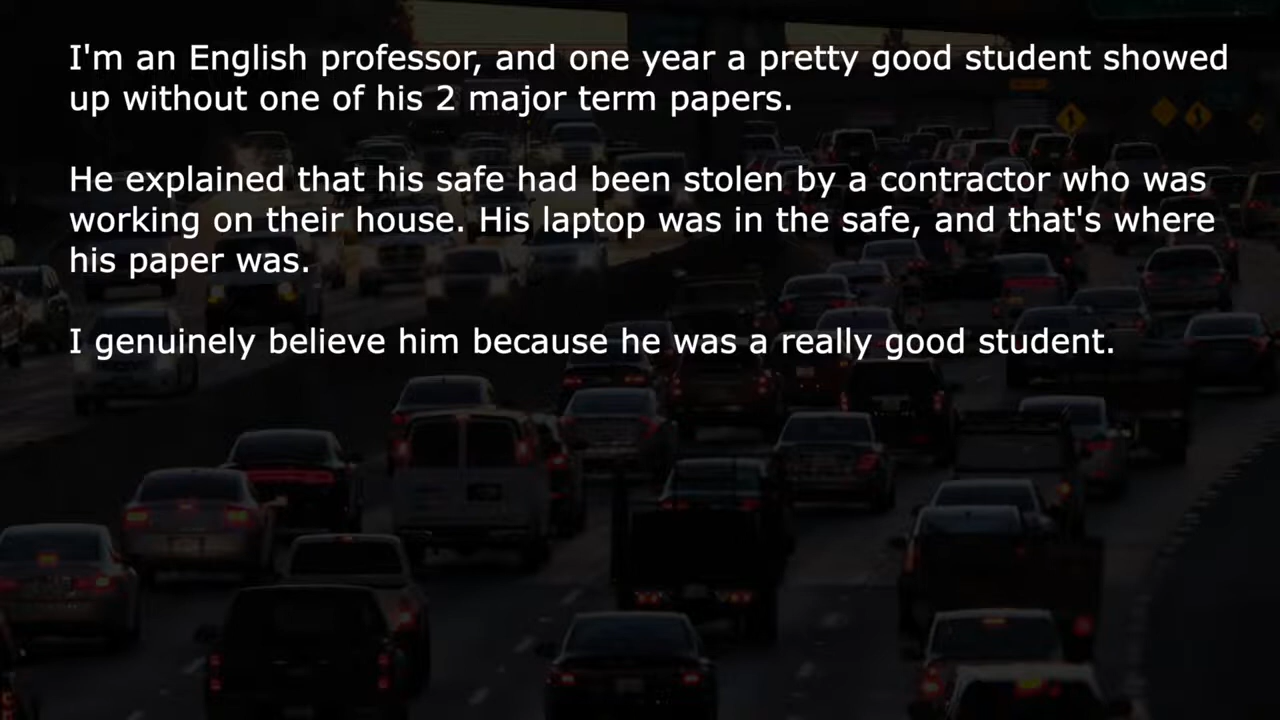 I'm an English professor, and one year a pretty good student showed
up without one of his 2 major term papers.
He explained that his safe had been stolen by a contractor who was
working on their house. His laptop was in the safe, and that's where
his paper was.
I genuinely believe him because he was a really good student.